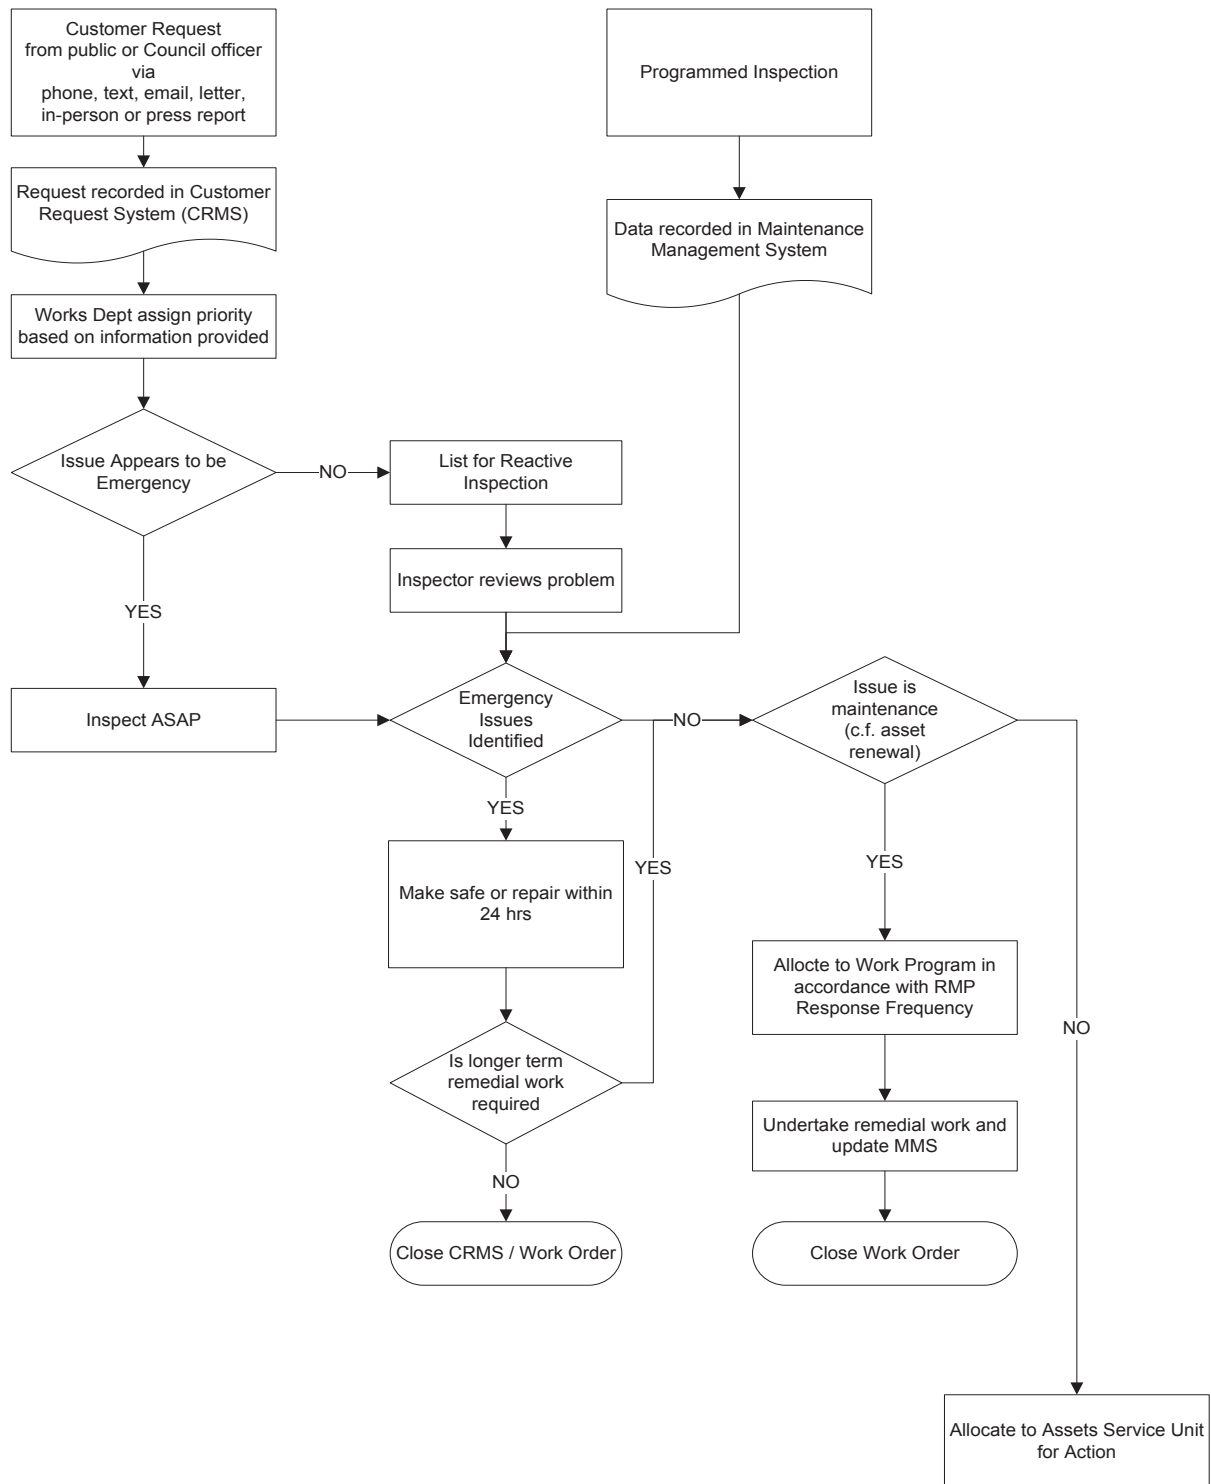 Customer Request
from public or Council officer
via
phone, text, email, letter,
in-person or press report
Programmed Inspection
Request recorded in Customer
Request System (CRMS)
Data recorded in Maintenance
Management System
Works Dept assign priority
based on information provided
Issue Appears to be
Emergency
NO
List for Reactive
Inspection
Inspector reviews problem
YES
Inspect ASAP
Emergency
Issues
Identified
NO
Issue is
maintenance
(c.f. asset
renewal)
YES
Make safe or repair within
24 hrs
YES
YES
Allocte to Work Program in
accordance with RMP
Response Frequency
NO
Is longer term
remedial work
required
Undertake remedial work and
update MMS
NO
Close CRMS / Work Order
Close Work Order
Allocate to Assets Service Unit
for Action